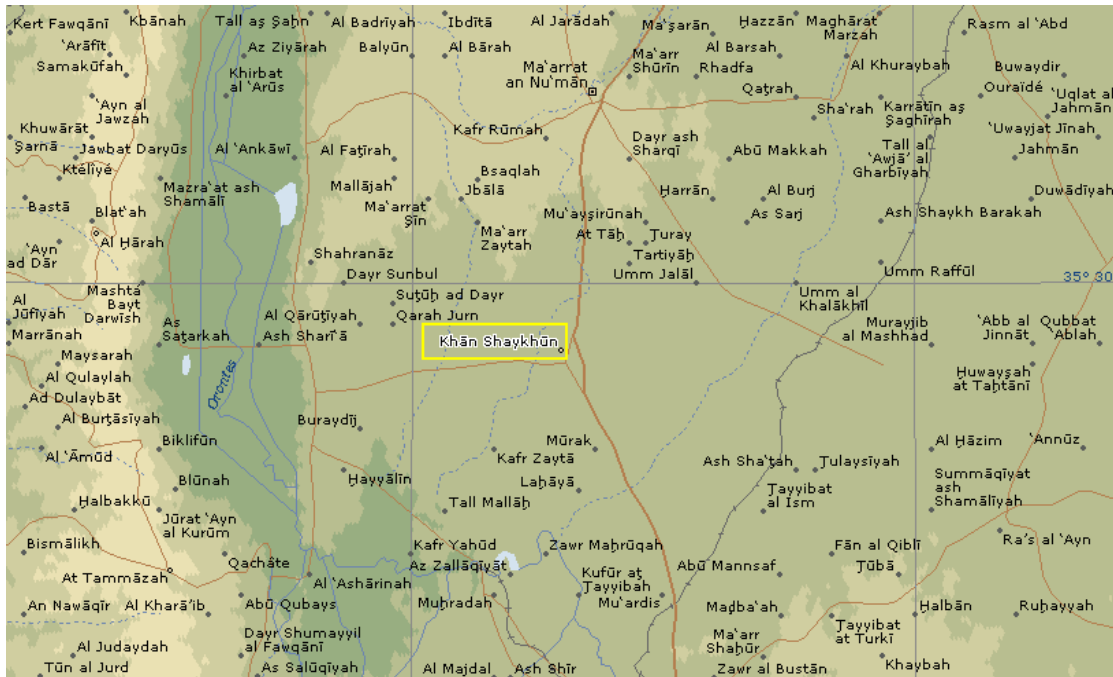 Kert Fawqānī
Kbānah
Tall aş Şaḩn
Al Badrīyah
Ibdītā
Al Jarādah
Ma'şarān
Ḩazzān
Maghārat
Marzah
Rasm al 'Abd
'Arāfīt
Az Ziyārah
Balyūn
Al Bārah
Ma'arr
Shūrīn
Al Barsah
Rhadfa
Al Khuraybah
Buwaydir
Samakūfah
Khirbat
al 'Arūs
Ma'arrat
an Nu'mān
Qaţrah
Ouraïdé
'Uqlat al
Jahmān
'Ayn al
Jawzah
Sha'rah
Karrātīn aş
Şaghīrah
'Uwayjat Jīnah
Khuwārāt
Şarnā
Jawbat Daryūs
Al 'Ankāwī
Al Faţīrah
Kafr Rūmah
Dayr ash
Sharqī
Abū Makkah
Tall al
'Awjā' al
Gharbīyah
Jahmān
Ktéliyé
Mazra'at ash
Shamālī
Mallājah
Bsaqlah
Jbālā
Ḩarrān
Al Burj
Duwādīyah
Bastā
Blat'ah
Ma'arrat
Şīn
Ma'arr
Zaytah
Mu'ayşirūnah
As Sarj
Ash Shaykh Barakah
Al Ḩārah
At Tāḩ
Turay
Tartiyāḩ
'Ayn
ad Dār
Shahranāz
Dayr Sunbul
Umm Jalāl
Umm Raffūl
35° 30
Mashtá
Bayt
Darwīsh
Al
Jūfīyah
Suţūḩ ad Dayr
Qarah Jurn
Umm al
Khalākhīl
Marrānah
As
Saţarkah
Al Qārūţīyah
Ash Sharī'ā
Khān Shaykhūn
Murayjib
al Mashhad
'Abb al
Jinnāt
Qubbat
'Ablah
Maysarah
Al Qulaylah
Orontes
Ḩuwayşah
at Taḩtānī
Ad Dulaybāt
Al Burţāsīyah
Buraydīj
Al 'Āmūd
Biklifūn
Mūrak
Kafr Zaytā
Al Ḩāzim
'Annūz
Blūnah
Ḩayyālīn
Laḩāyā
Ash Sha'ţah
Ţulaysīyah
Summāqīyat
ash
Shamālīyah
Ḩalbakkū
Tall Mallāḩ
Ţayyibat
al Ism
Jūrat 'Ayn
al Kurūm
Bismālikh
Qachâte
Kafr Yahūd
Az Zallāqīyāt
Zawr Maḩrūqah
Fān al Qiblī
Ra's al 'Ayn
At Tammāzah
Al 'Ashārinah
Kufūr aţ
Ţayyibah
Abū Mannsaf
Ţūbā
An Nawāqīr
Al Kharā'ib
Abū Qubays
Muḩradah
Mu'ardis
Maḑba'ah
Ḩalbān
Ruḩayyah
Al Judaydah
Dayr Shumayyil
al Fawqānī
Ma'arr
Shaḩūr
Ţayyibat
at Turkī
Tūn al Jurd
As Salūqīyah
Al Majdal
Ash Shīr
Zawr al Bustān
Khaybah